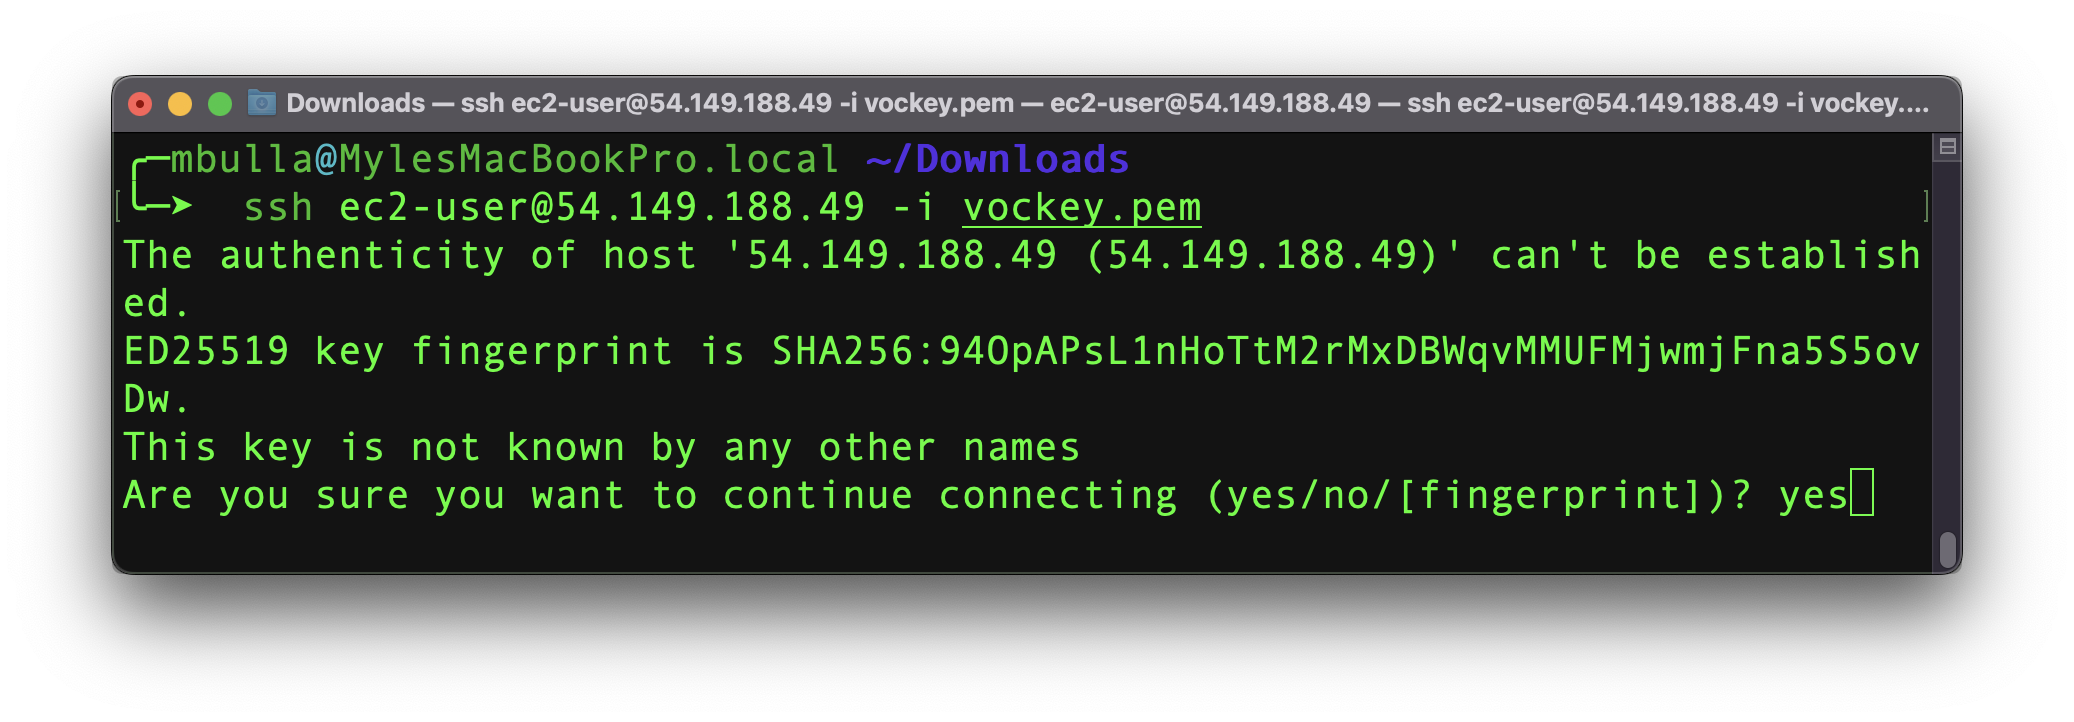 Downloads — ssh ec2-user@54.149.188.49 -i vockey.pem — ec2-user@54.149.188.49 — ssh ec2-user@54.149.188.49 -i vockey....
╭─mbulla@MylesMacBookPro.local ~/Downloads
╰─➤  ssh ec2-user@54.149.188.49 -i vockey.pem
The authenticity of host '54.149.188.49 (54.149.188.49)' can't be establish
ed.
ED25519 key fingerprint is SHA256:94OpAPsL1nHoTtM2rMxDBWqvMMUFMjwmjFna5S5ov
Dw.
This key is not known by any other names
Are you sure you want to continue connecting (yes/no/[fingerprint])? yes